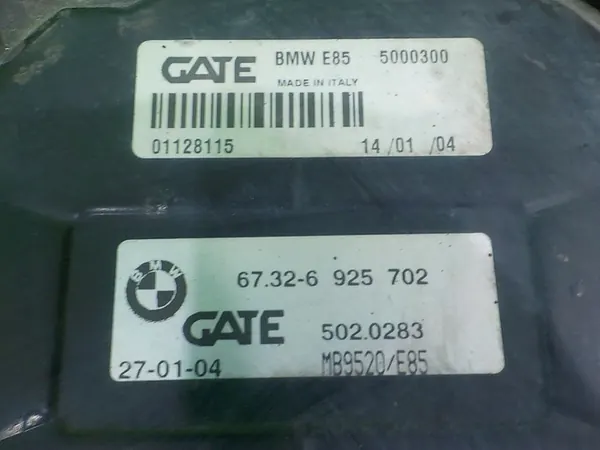 GATE BMW E85 5000300
MADE IN ITALY
01128115 14/01/04
BMW 67.32-6 925 702
GATE 502.0283
27-01-04 MB9520/E85